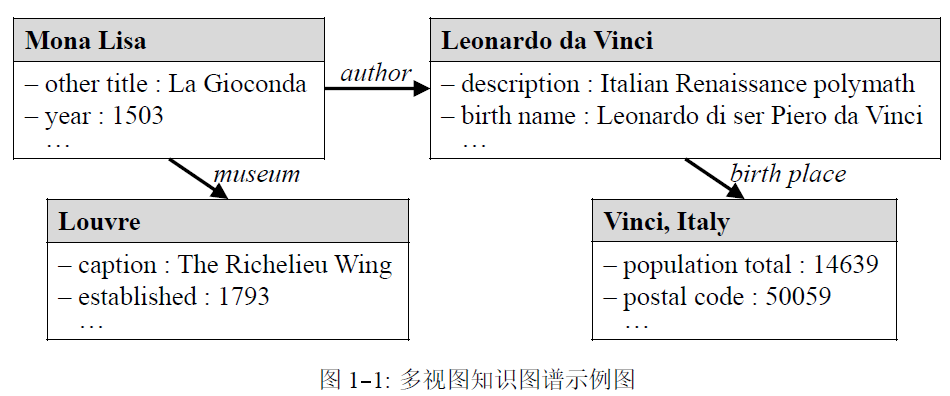 Mona Lisa
– other title : La Gioconda
– year : 1503
…
author
Leonardo da Vinci
– description : Italian Renaissance polymath
– birth name : Leonardo di ser Piero da Vinci
…
museum
birth place
Louvre
– caption : The Richelieu Wing
– established : 1793
…
Vinci, Italy
– population total : 14639
– postal code : 50059
…
图 1–1: 多视图知识图谱示例图